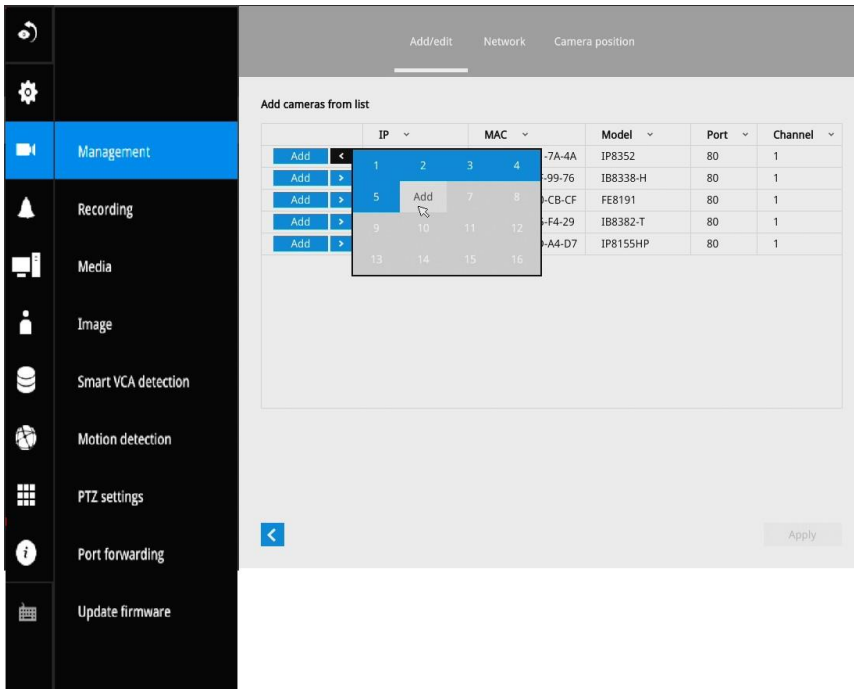 Add/edit Network Camera position
Add cameras from list
IP MAC Model Port Channel
Management
Add -7A-4A IP8352 80 1
1 2 3 4
Add -99-76 IB8338-H 80 1
Recording
5 Add 7 8
Add -CB-CF FE8191 80 1
Add -F4-29 IB8382-T 80 1
9 10 11 12
Add -A4-D7 IP8155HP 80 1
13 14 15 16
Media
Image
Smart VCA detection
Motion detection
PTZ settings
Port forwarding
Apply
Update firmware